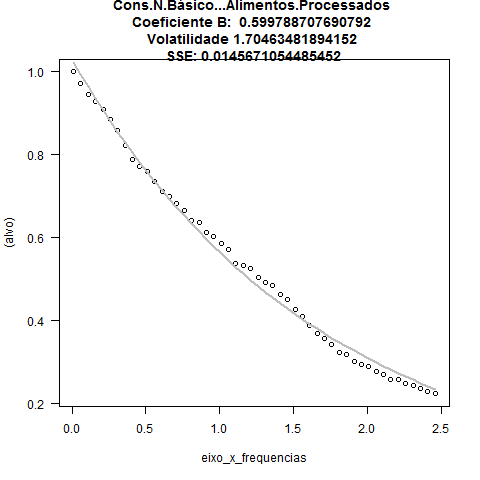 Cons.N.Básico...Alimentos.Processados
Coeficiente B:  0.599788707690792
Volatilidade 1.70463481894152
SSE: 0.0145671054485452
(alvo)
1.0
0.8
0.6
0.4
0.2
0.0
0.5
1.0
1.5
2.0
2.5
eixo_x_frequencias